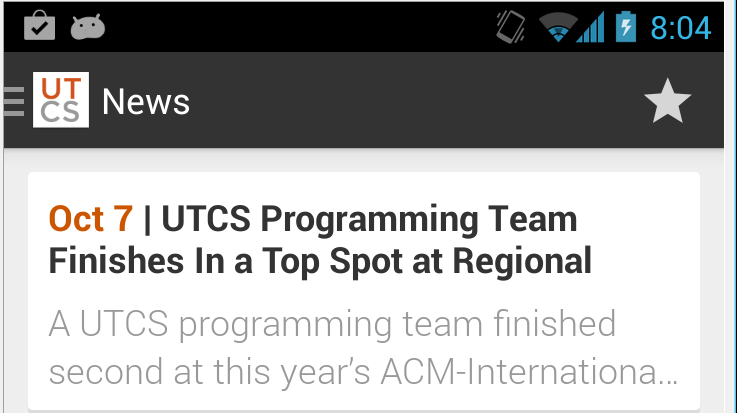 8:04
UT
CS
News
Oct 7 | UTCS Programming Team
Finishes In a Top Spot at Regional
A UTCS programming team finished
second at this year's ACM-Internationa...